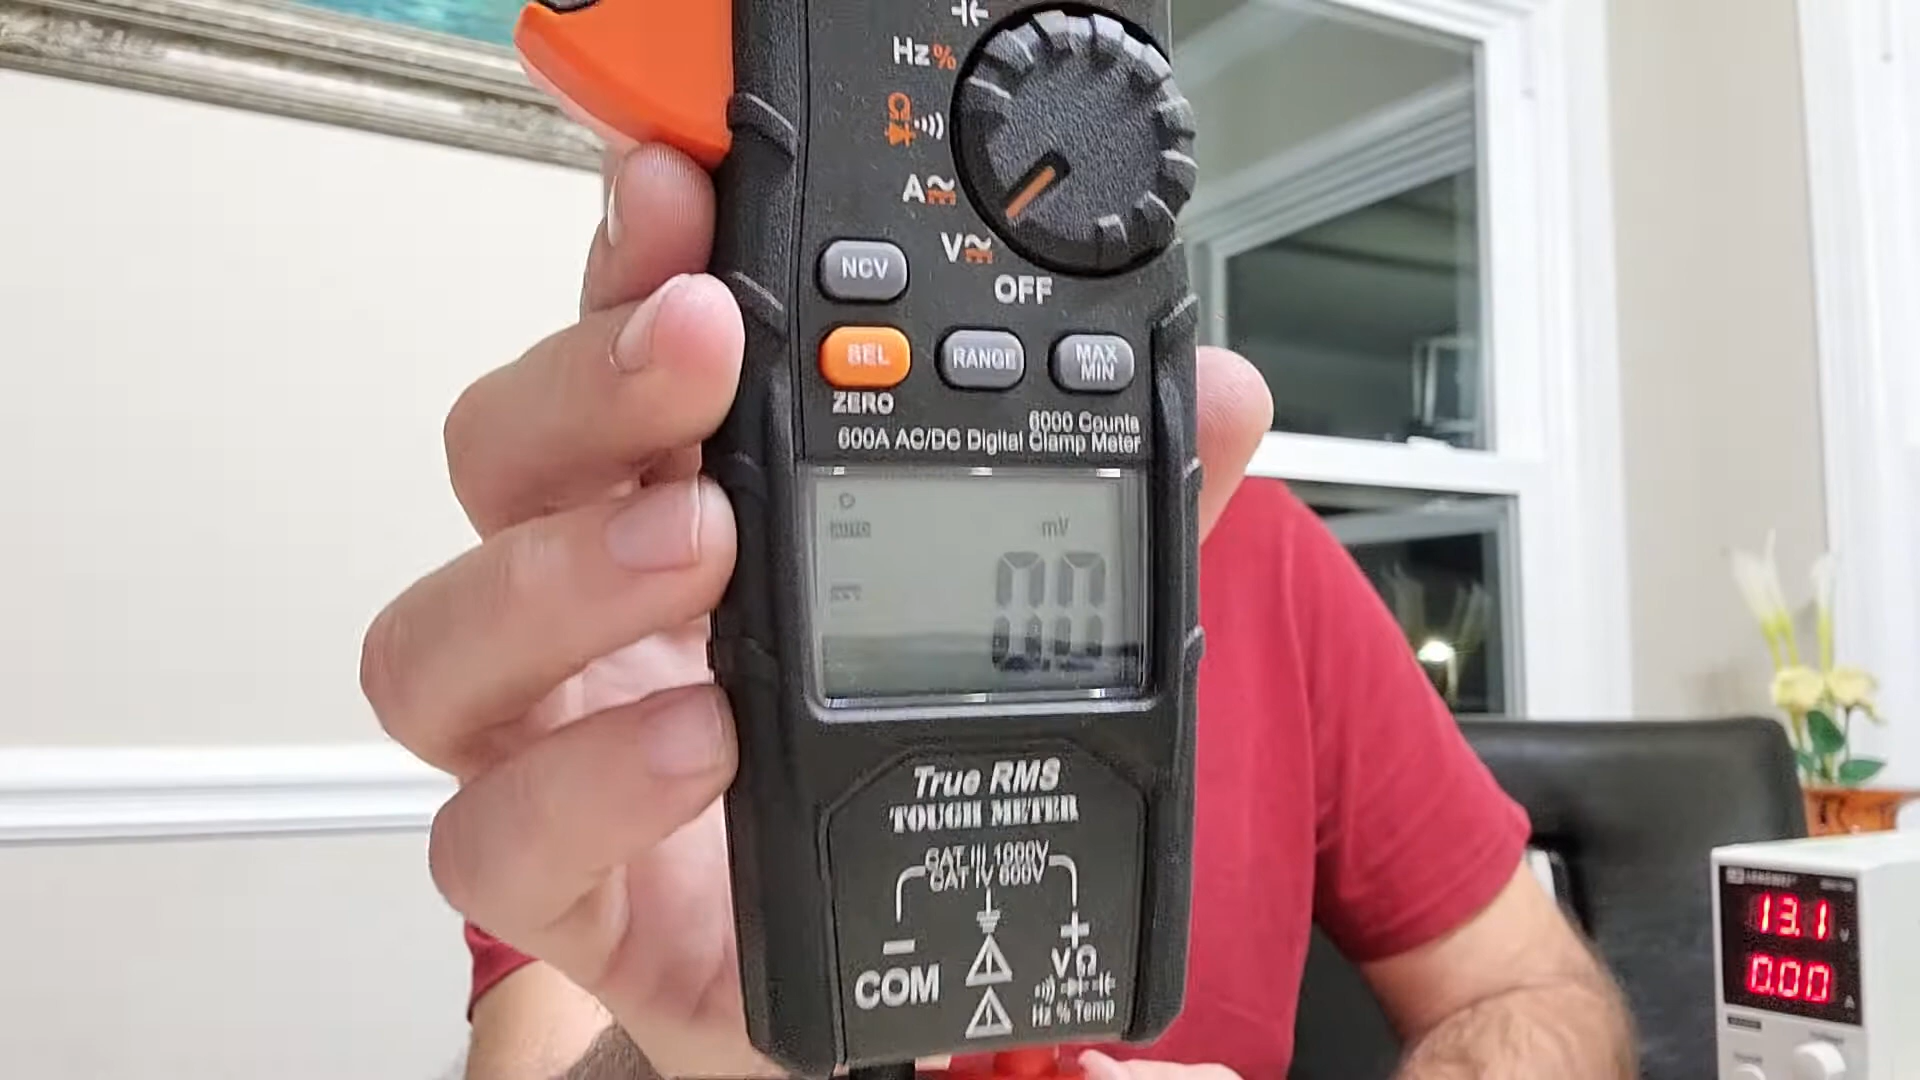 Hz%
Ω
A
V
OFF
NCV
SEL
RANGE
MAX
MIN
ZERO
6000 Counts
600A AC/DC Digital Clamp Meter
mV
0.0
True RMS
TOUGH METER
CAT III 1000V
CAT IV 600V
COM
VΩ
Hz % Temp
13.1 V
0.00 A